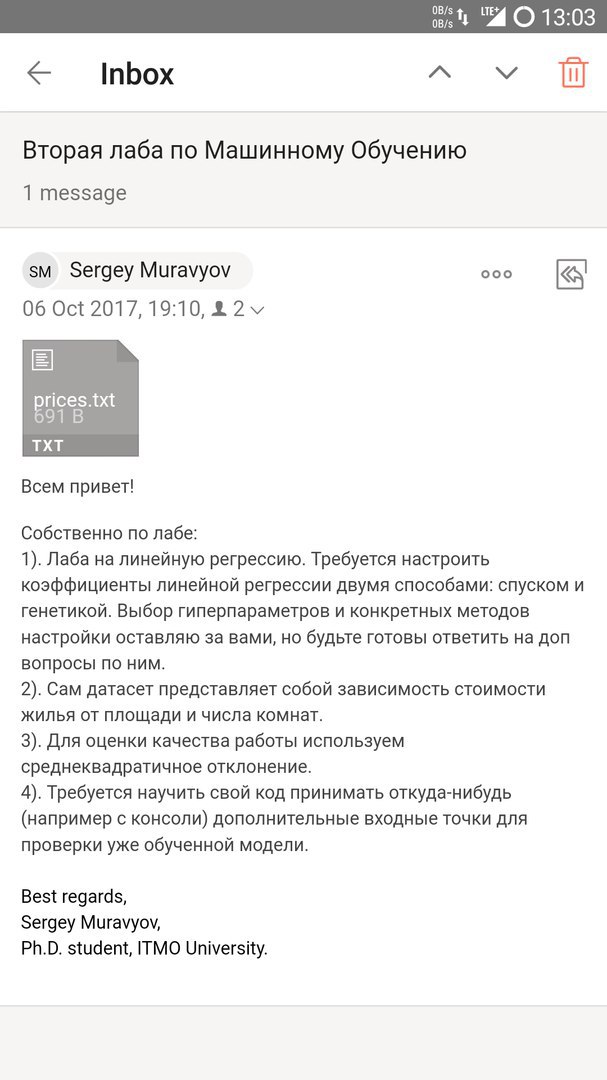 0B/s
0B/s
LTE+
13:03
Inbox
Вторая лаба по Машинному Обучению
1 message
SM Sergey Muravyov
06 Oct 2017, 19:10, 2
prices.txt
691 B
TXT
Всем привет!
Собственно по лабе:
1). Лаба на линейную регрессию. Требуется настроить
коэффициенты линейной регрессии двумя способами: спуском и
генетикой. Выбор гиперпараметров и конкретных методов
настройки оставляю за вами, но будьте готовы ответить на доп
вопросы по ним.
2). Сам датасет представляет собой зависимость стоимости
жилья от площади и числа комнат.
3). Для оценки качества работы используем
среднеквадратичное отклонение.
4). Требуется научить свой код принимать откуда-нибудь
(например с консоли) дополнительные входные точки для
проверки уже обученной модели.
Best regards,
Sergey Muravyov,
Ph.D. student, ITMO University.